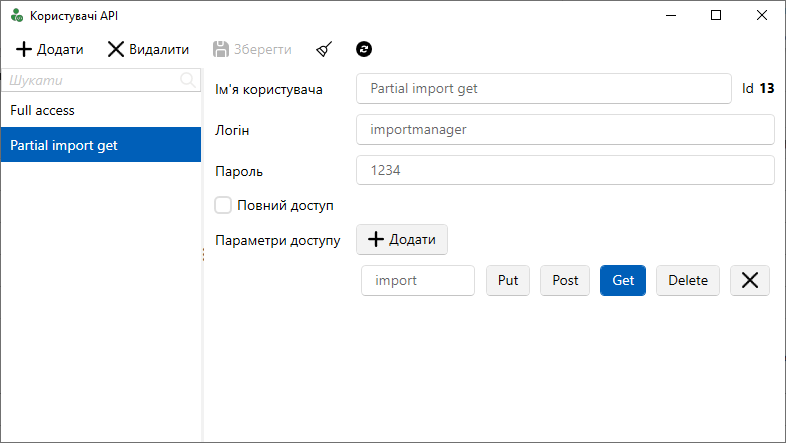 Користувачі API
Додати Видалити Зберегти
Шукати
Full access
Partial import get
Ім'я користувача Partial import get Id 13
Логін importmanager
Пароль 1234
Повний доступ
Параметри доступу Додати
import Put Post Get Delete